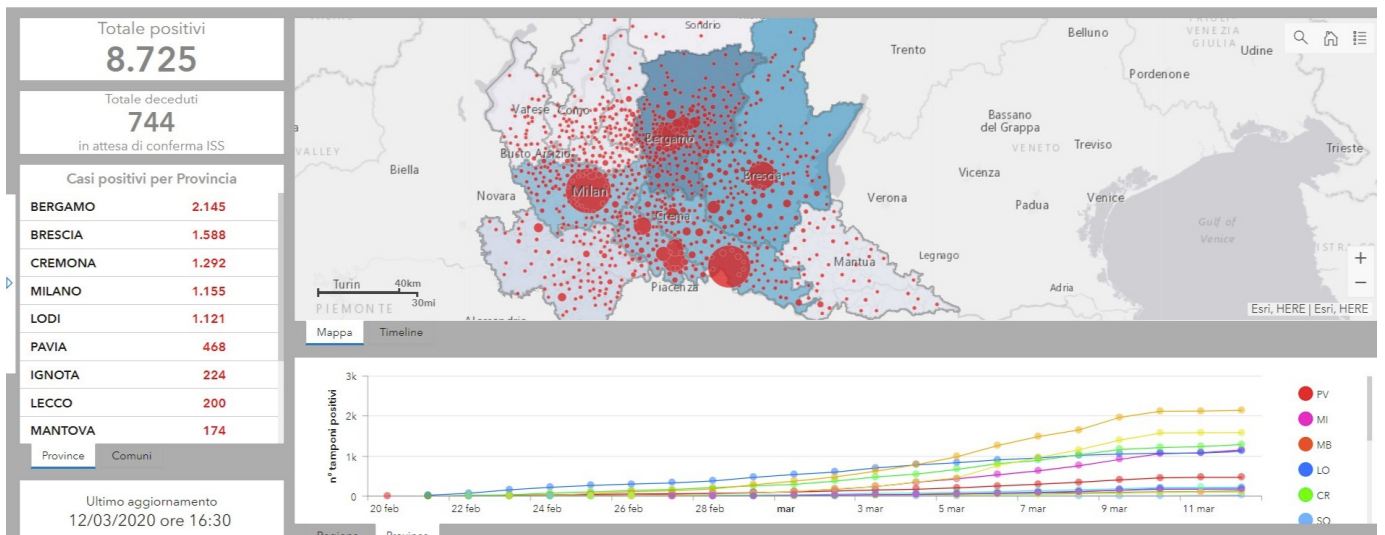 Totale positivi
8.725
Totale deceduti
744
in attesa di conferma ISS
Casi positivi per Provincia
BERGAMO 2.145
BRESCIA 1.588
CREMONA 1.292
MILANO 1.155
LODI 1.121
PAVIA 468
IGNOTA 224
LECCO 200
MANTOVA 174
Province Comuni
Ultimo aggiornamento
12/03/2020 ore 16:30
Sondrio
Trento
Belluno
VENEZIA
GIULIA
Udine
Pordenone
Varese Como
Bergamo
Bassano
del Grappa
VALLEY
Busto Arsizio
VENETO
Treviso
Trieste
Biella
Milan
Brescia
Vicenza
Novara
Verona
Padua
Venice
Crema
Gulf of
Venice
Mantua
Legnago
Turin
40km
30mi
Piacenza
Adria
PIEMONTE
Esri, HERE | Esri, HERE
Mappa Timeline
n° tamponi positivi
3k
2k
1k
0
20 feb 22 feb 24 feb 26 feb 28 feb mar 3 mar 5 mar 7 mar 9 mar 11 mar
PV
MI
MB
LO
CR
SO
Regione Province